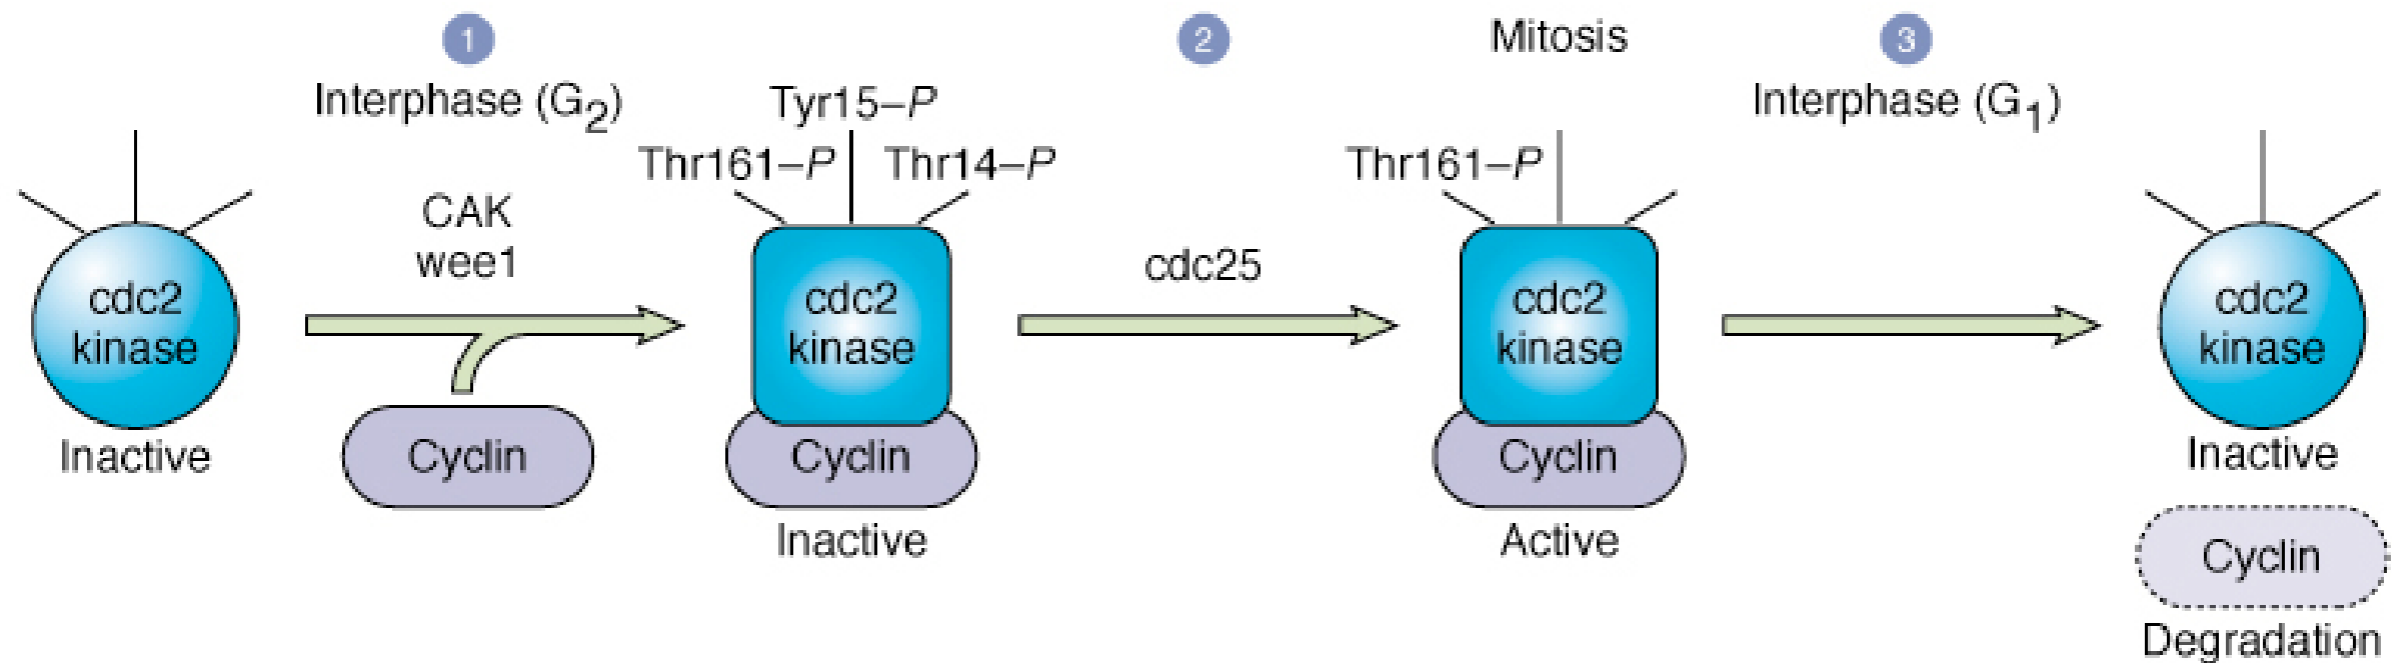 1
Interphase (G2)
CAK
wee1
cdc2
kinase
Inactive
Cyclin
Tyr15–P
Thr161–P
Thr14–P
cdc2
kinase
Cyclin
Inactive
2
cdc25
Mitosis
Thr161–P
cdc2
kinase
Cyclin
Active
3
Interphase (G1)
cdc2
kinase
Inactive
Cyclin
Degradation